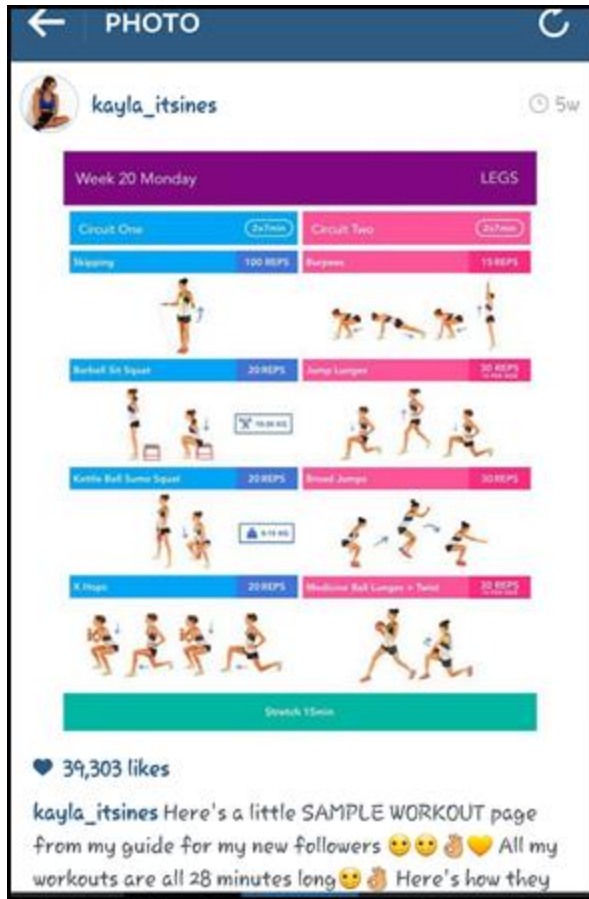 PHOTO
kayla_itsines
5w
Week 20 Monday LEGS
Circuit One 2x7min Circuit Two 2x7min
Skipping 100 REPS Burpees 15 REPS
Barbell Sit Squat 20 REPS Jump Lunges 30 REPS
Kettle Bell Sumo Squat 20 REPS Broad Jumps 30 REPS
X Hops 20 REPS Medicine Ball Lunges + Twist 30 REPS
Stretch 15min
39,303 likes
kayla_itsines Here's a little SAMPLE WORKOUT page
from my guide for my new followers 🙂🙂👌💛 All my
workouts are all 28 minutes long🙂👌 Here's how they